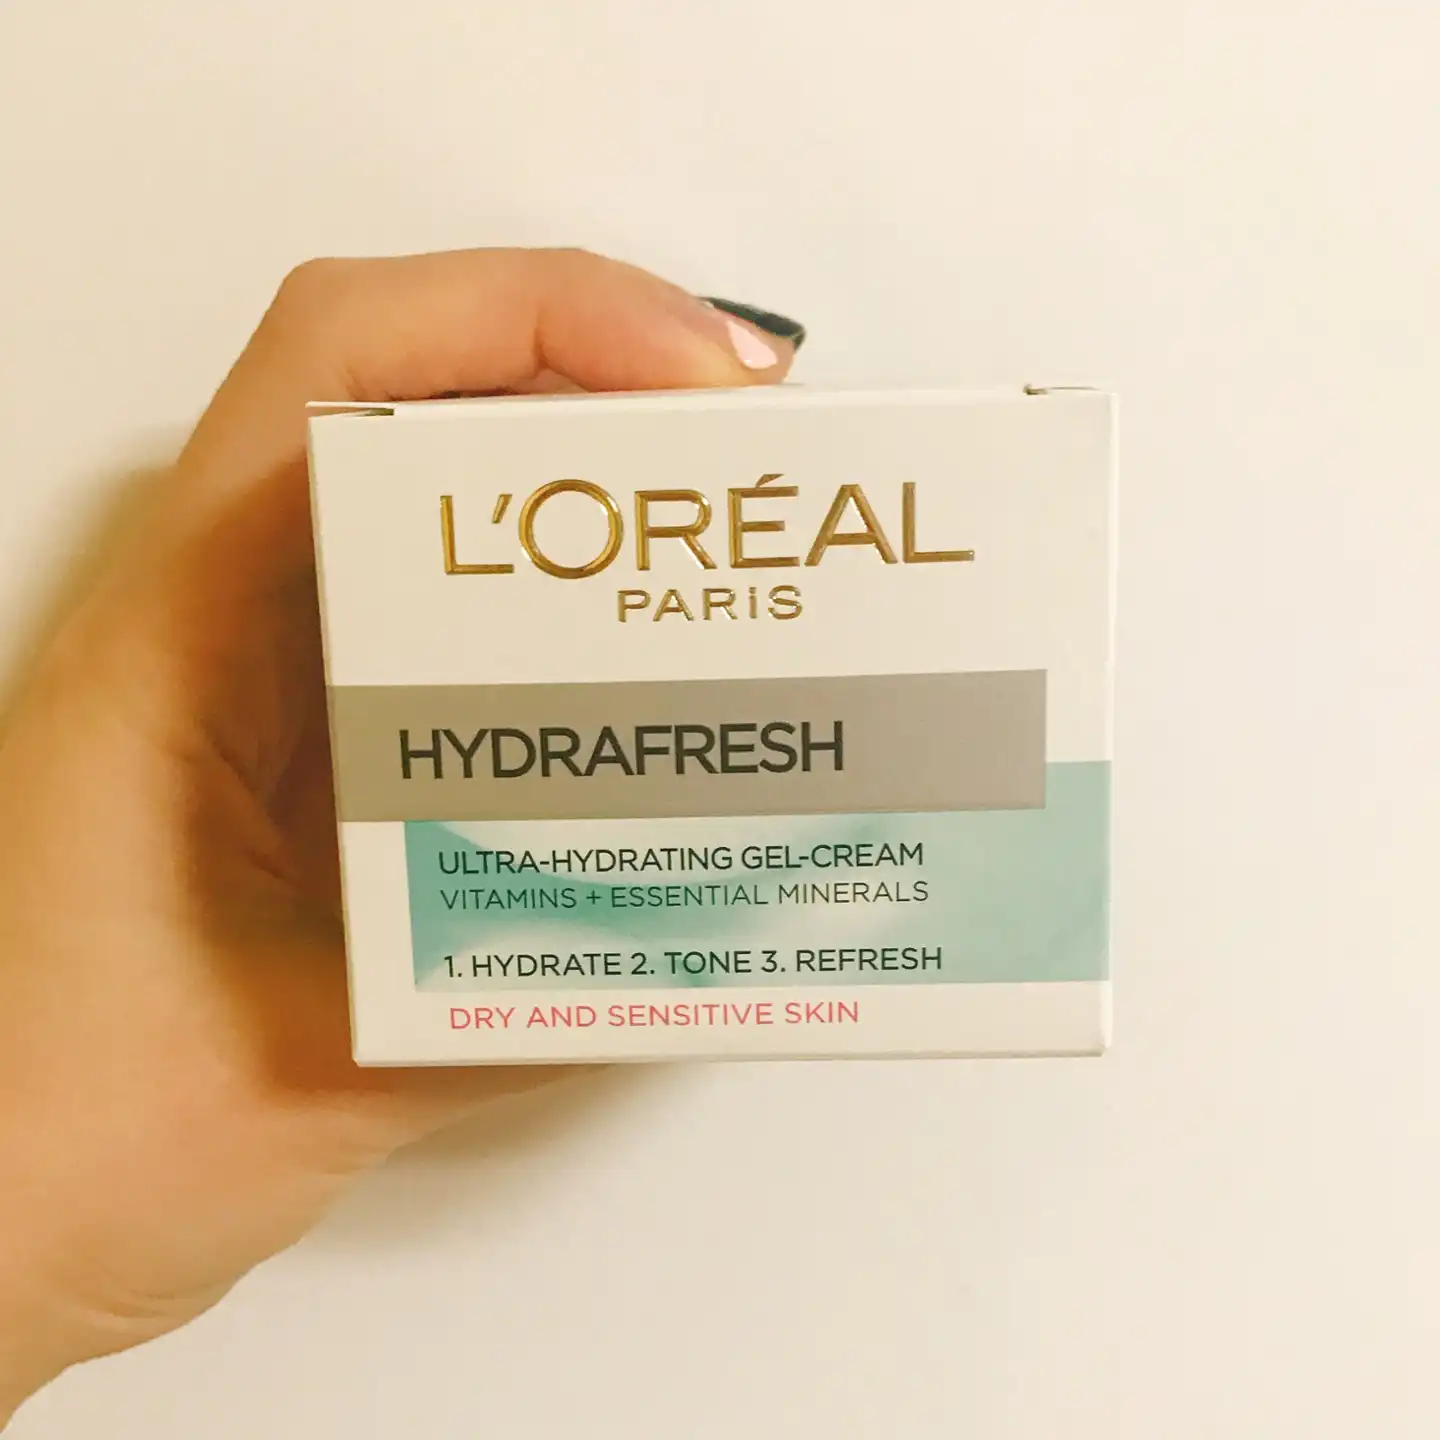 L'ORÉAL
PARiS
HYDRAFRESH
ULTRA-HYDRATING GEL-CREAM
VITAMINS + ESSENTIAL MINERALS
1. HYDRATE 2. TONE 3. REFRESH
DRY AND SENSITIVE SKIN